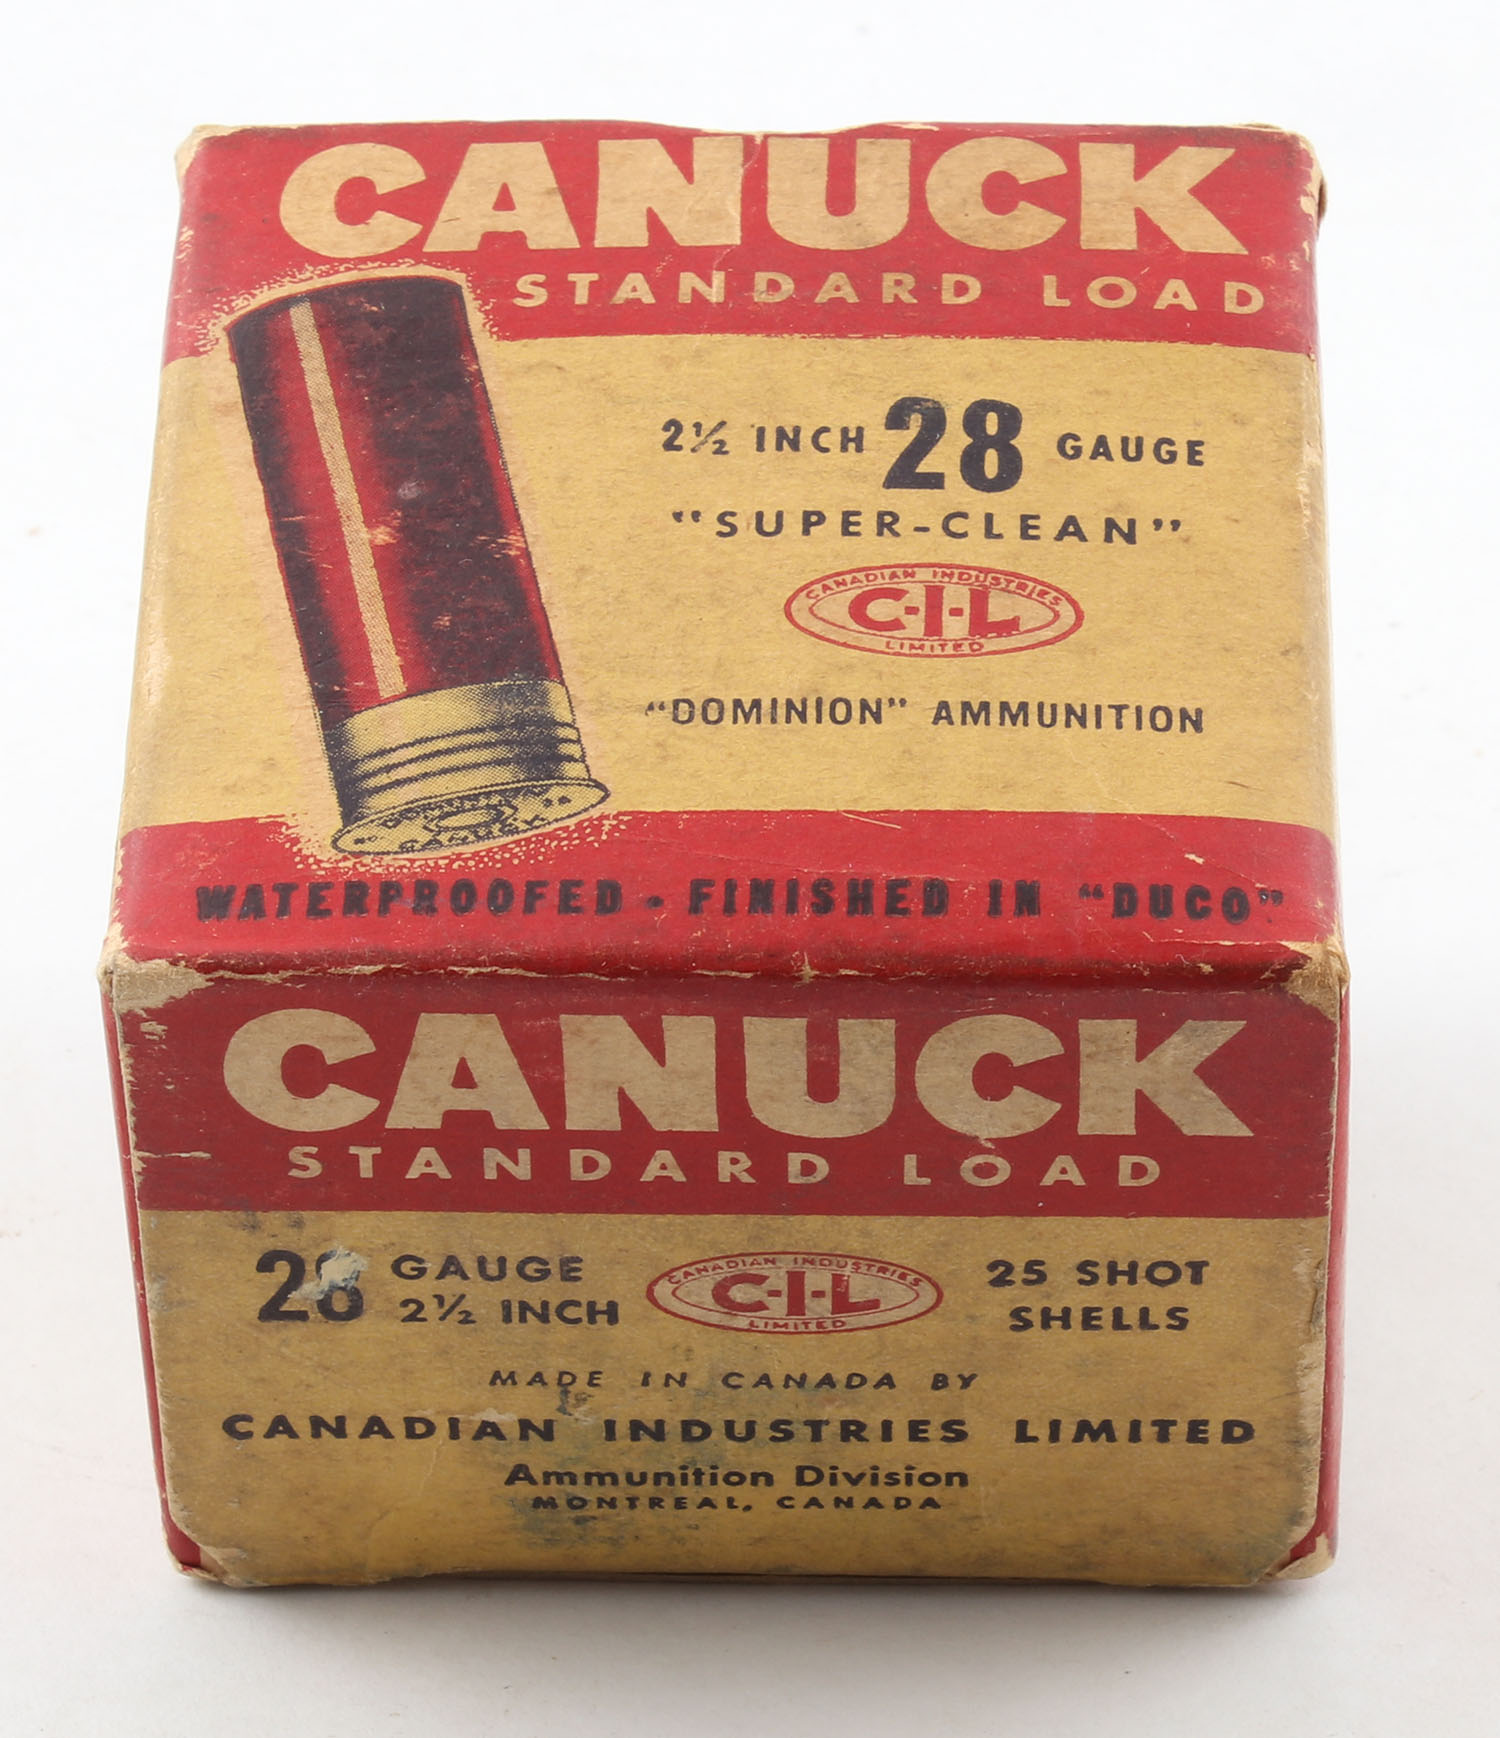 CANUCK
STANDARD LOAD
2½ INCH 28 GAUGE
"SUPER-CLEAN"
CANADIAN INDUSTRIES
C-I-L
LIMITED
"DOMINION" AMMUNITION
CANUCK
WATERPROOFED - FINISHED IN "DUCO"
CANUCK
STANDARD LOAD
28 GAUGE
2½ INCH
CANADIAN INDUSTRIES
C-I-L
LIMITED
25 SHOT
SHELLS
MADE IN CANADA BY
CANADIAN INDUSTRIES LIMITED
Ammunition Division
MONTREAL, CANADA